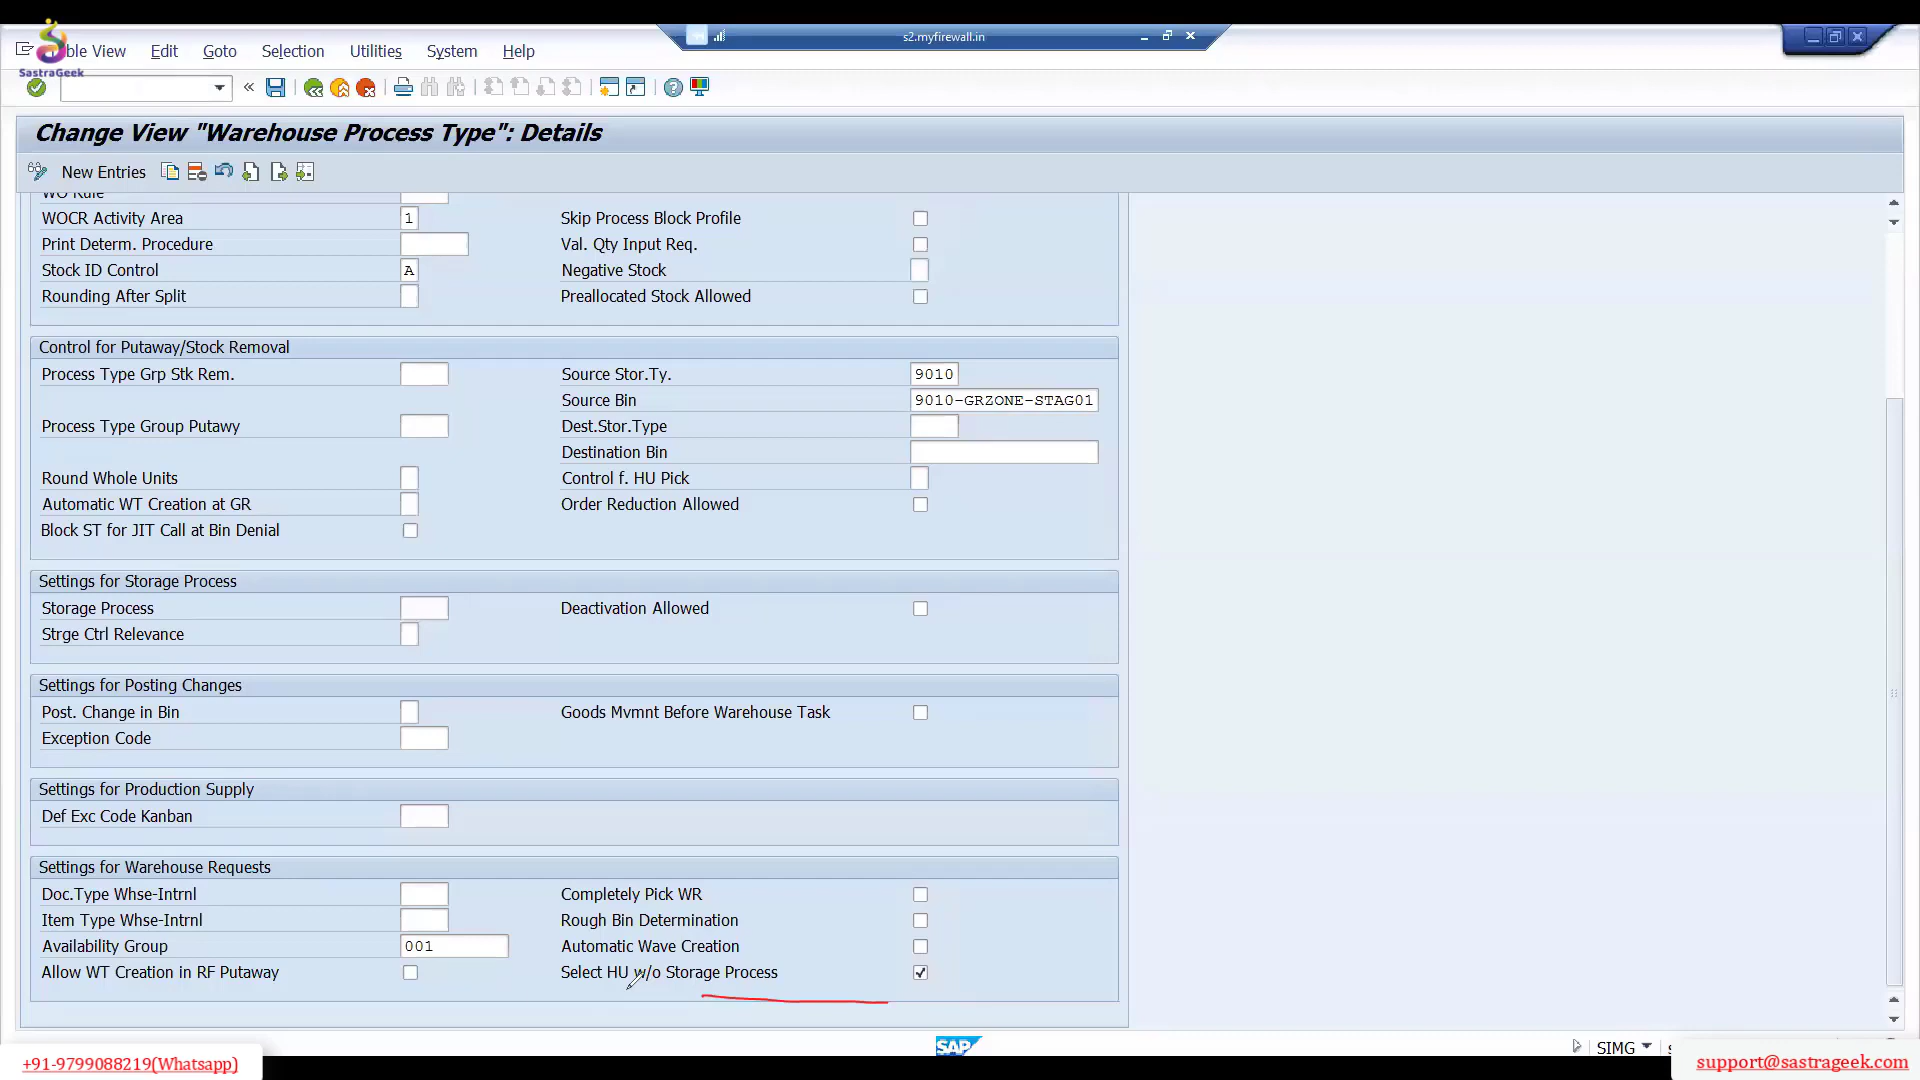 s2.myfirewall.in
ble View Edit Goto Selection Utilities System Help
SastraGeek
Change View "Warehouse Process Type": Details
New Entries
WO Rule
WOCR Activity Area 1 Skip Process Block Profile
Print Determ. Procedure Val. Qty Input Req.
Stock ID Control A Negative Stock
Rounding After Split Preallocated Stock Allowed
Control for Putaway/Stock Removal
Process Type Grp Stk Rem. Source Stor.Ty. 9010
Source Bin 9010-GRZONE-STAG01
Process Type Group Putawy Dest.Stor.Type
Destination Bin
Round Whole Units Control f. HU Pick
Automatic WT Creation at GR Order Reduction Allowed
Block ST for JIT Call at Bin Denial
Settings for Storage Process
Storage Process Deactivation Allowed
Strge Ctrl Relevance
Settings for Posting Changes
Post. Change in Bin Goods Mvmnt Before Warehouse Task
Exception Code
Settings for Production Supply
Def Exc Code Kanban
Settings for Warehouse Requests
Doc.Type Whse-Intrnl Completely Pick WR
Item Type Whse-Intrnl Rough Bin Determination
Availability Group 001 Automatic Wave Creation
Allow WT Creation in RF Putaway Select HU w/o Storage Process
SAP SIMG
+91-9799088219(Whatsapp) support@sastrageek.com